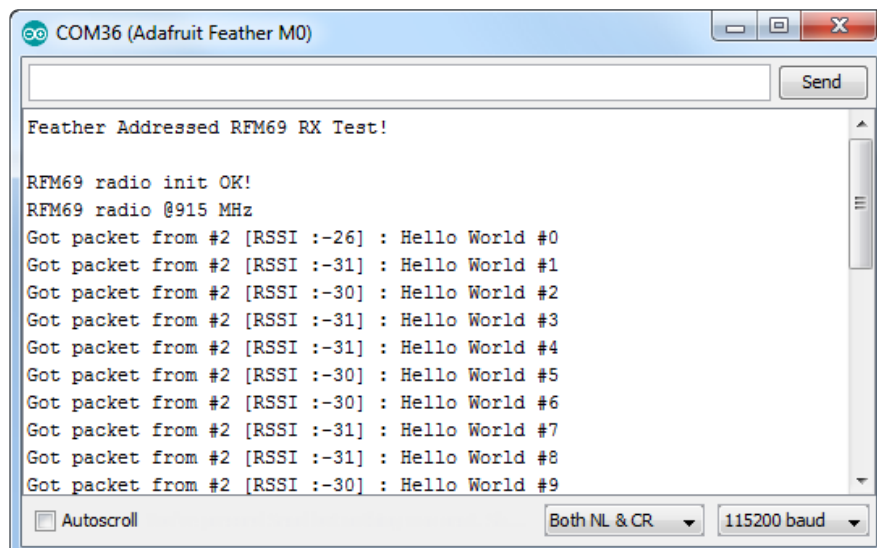 COM36 (Adafruit Feather M0)
Send
Feather Addressed RFM69 RX Test!
RFM69 radio init OK!
RFM69 radio @915 MHz
Got packet from #2 [RSSI :-26] : Hello World #0
Got packet from #2 [RSSI :-31] : Hello World #1
Got packet from #2 [RSSI :-30] : Hello World #2
Got packet from #2 [RSSI :-31] : Hello World #3
Got packet from #2 [RSSI :-31] : Hello World #4
Got packet from #2 [RSSI :-30] : Hello World #5
Got packet from #2 [RSSI :-30] : Hello World #6
Got packet from #2 [RSSI :-31] : Hello World #7
Got packet from #2 [RSSI :-31] : Hello World #8
Got packet from #2 [RSSI :-30] : Hello World #9
Autoscroll Both NL & CR 115200 baud